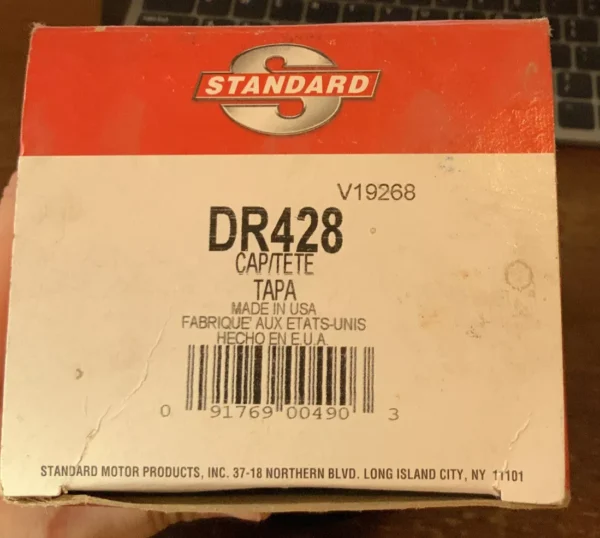 STANDARD
V19268
DR428
CAP/TETE
TAPA
MADE IN USA
FABRIQUE' AUX ETATS-UNIS
HECHO EN E.U.A.
0 91769 00490 3
STANDARD MOTOR PRODUCTS, INC. 37-18 NORTHERN BLVD. LONG ISLAND CITY, NY 11101